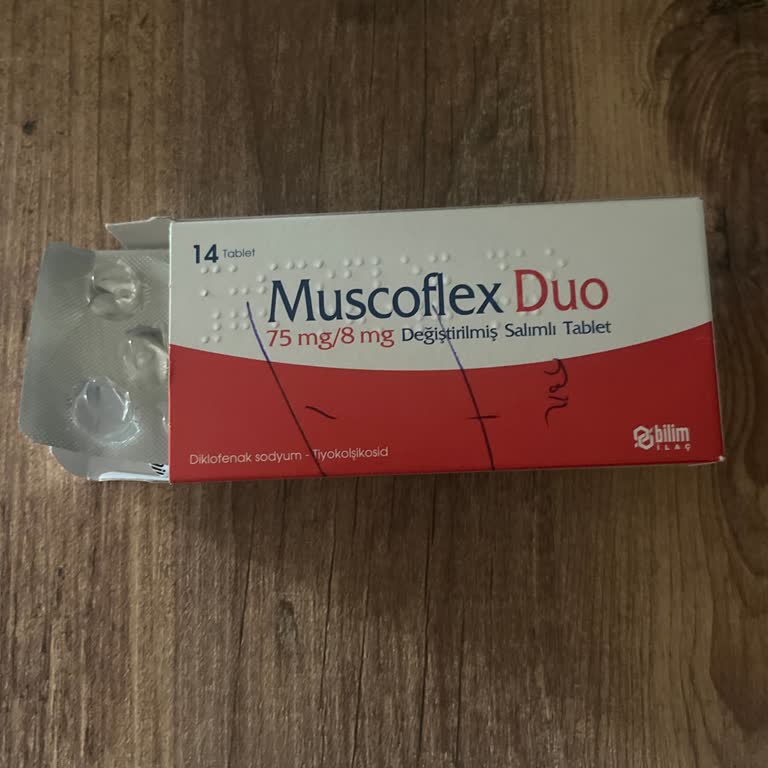 14 Tablet
Muscoflex Duo
75 mg/8 mg Değiştirilmiş Salımlı Tablet
Diklofenak sodyum - Tiyokolşikosid
bilim
İLAÇ